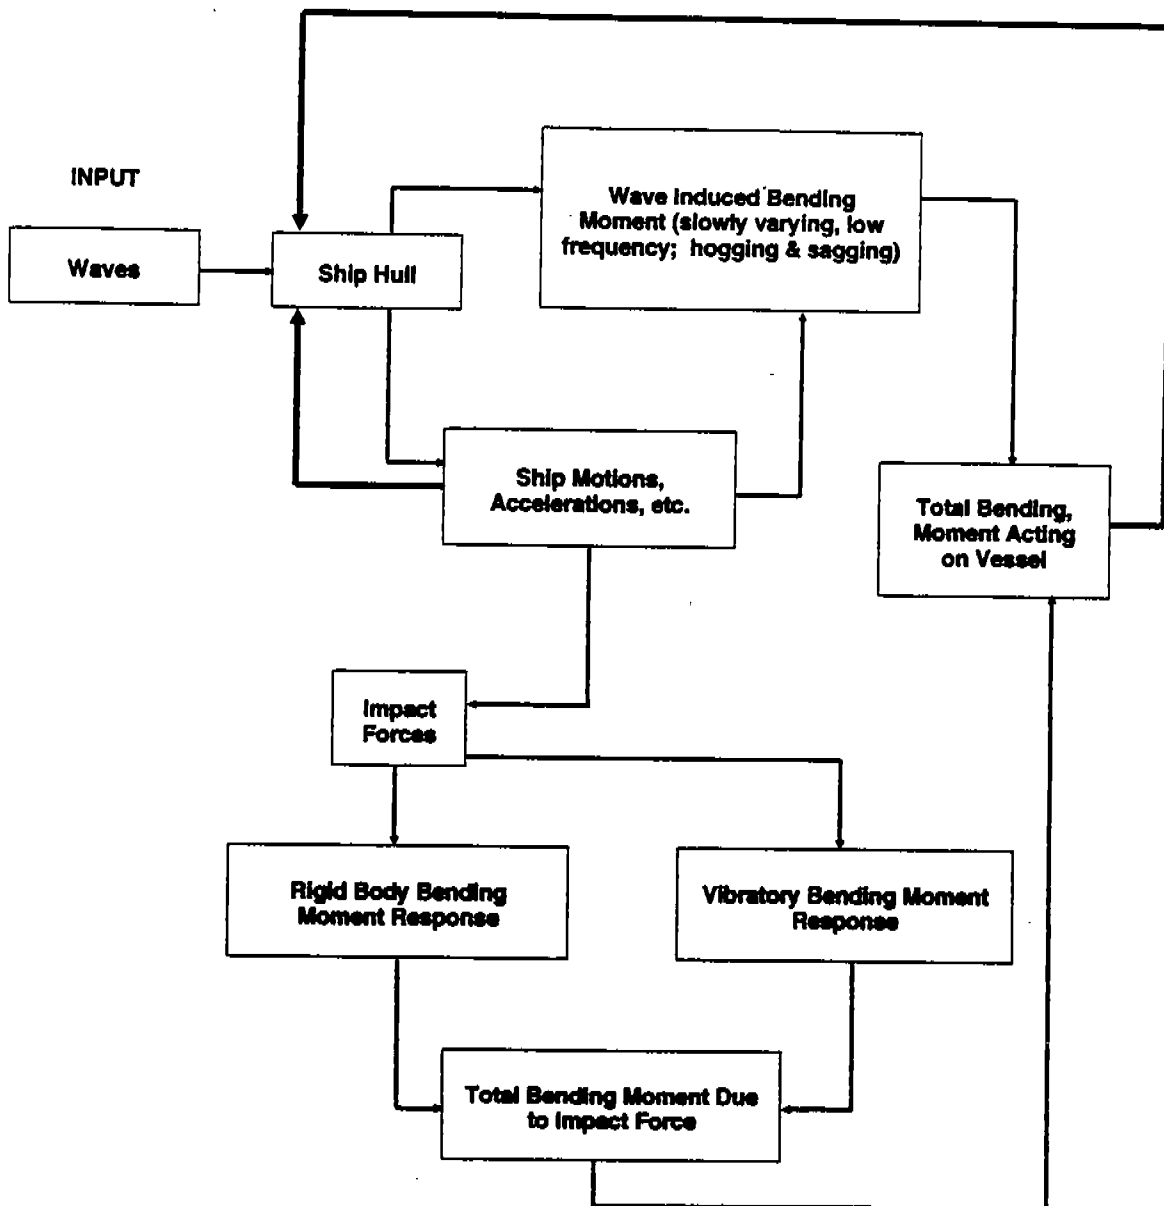 INPUT
Waves
Ship Hull
Wave Induced Bending
Moment (slowly varying, low
frequency; hogging & sagging)
Ship Motions,
Accelerations, etc.
Total Bending,
Moment Acting
on Vessel
Impact
Forces
Rigid Body Bending
Moment Response
Vibratory Bending Moment
Response
Total Bending Moment Due
to Impact Force